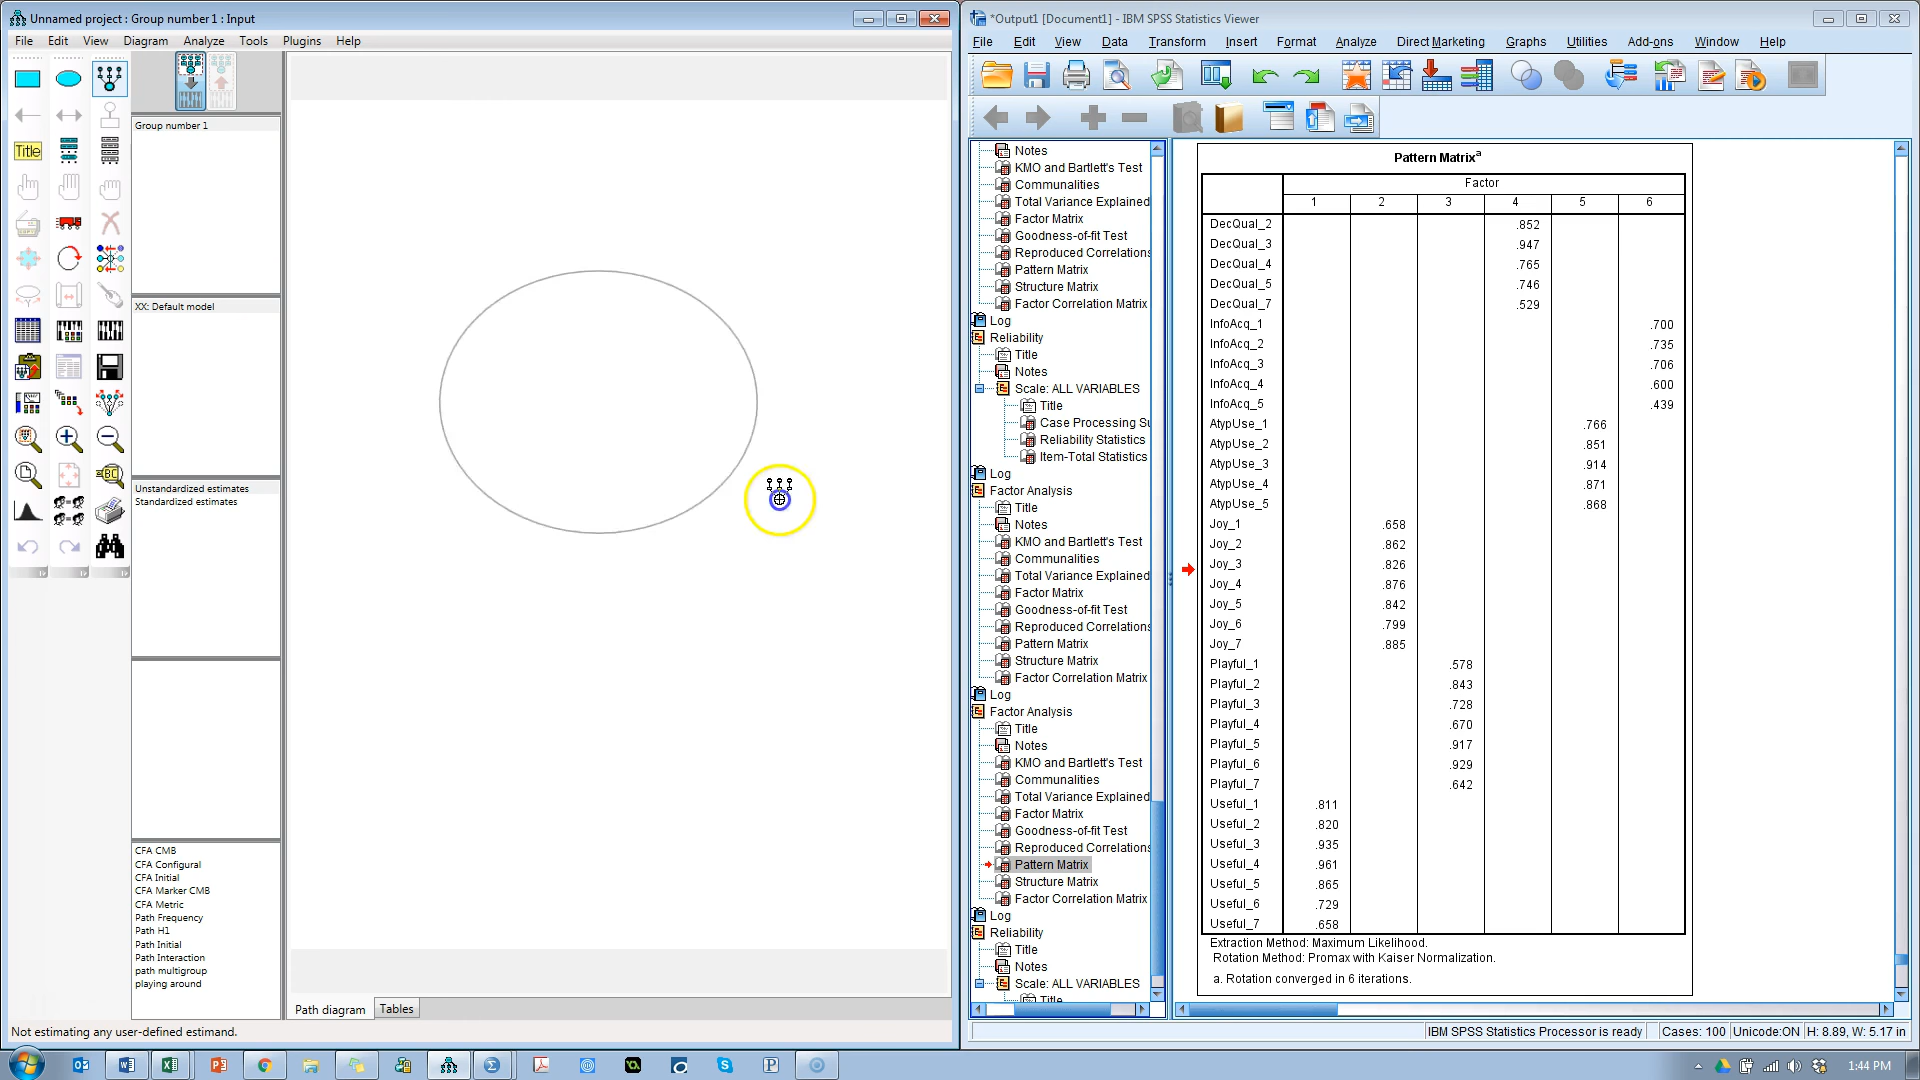 Unnamed project : Group number 1 : Input
File Edit View Diagram Analyze Tools Plugins Help
Title
Group number 1
XX: Default model
Unstandardized estimates
Standardized estimates
CFA CMB
CFA Configural
CFA Initial
CFA Marker CMB
CFA Metric
Path Frequency
Path H1
Path Initial
Path Interaction
path multigroup
playing around
Path diagram Tables
Not estimating any user-defined estimand.
*Output1 [Document1] - IBM SPSS Statistics Viewer
File Edit View Data Transform Insert Format Analyze Direct Marketing Graphs Utilities Add-ons Window Help
Notes
KMO and Bartlett's Test
Communalities
Total Variance Explained
Factor Matrix
Goodness-of-fit Test
Reproduced Correlations
Pattern Matrix
Structure Matrix
Factor Correlation Matrix
Log
Reliability
Title
Notes
Scale: ALL VARIABLES
Title
Case Processing Su
Reliability Statistics
Item-Total Statistics
Log
Factor Analysis
Title
Notes
KMO and Bartlett's Test
Communalities
Total Variance Explained
Factor Matrix
Goodness-of-fit Test
Reproduced Correlations
Pattern Matrix
Structure Matrix
Factor Correlation Matrix
Log
Factor Analysis
Title
Notes
KMO and Bartlett's Test
Communalities
Total Variance Explained
Factor Matrix
Goodness-of-fit Test
Reproduced Correlations
Pattern Matrix
Structure Matrix
Factor Correlation Matrix
Log
Reliability
Title
Notes
Scale: ALL VARIABLES
Title
Pattern Matrixa
Factor
1 2 3 4 5 6
DecQual_2 .852
DecQual_3 .947
DecQual_4 .765
DecQual_5 .746
DecQual_7 .529
InfoAcq_1 .700
InfoAcq_2 .735
InfoAcq_3 .706
InfoAcq_4 .600
InfoAcq_5 .439
AtypUse_1 .766
AtypUse_2 .851
AtypUse_3 .914
AtypUse_4 .871
AtypUse_5 .868
Joy_1 .658
Joy_2 .862
Joy_3 .826
Joy_4 .876
Joy_5 .842
Joy_6 .799
Joy_7 .885
Playful_1 .578
Playful_2 .843
Playful_3 .728
Playful_4 .670
Playful_5 .917
Playful_6 .929
Playful_7 .642
Useful_1 .811
Useful_2 .820
Useful_3 .935
Useful_4 .961
Useful_5 .865
Useful_6 .729
Useful_7 .658
Extraction Method: Maximum Likelihood.
Rotation Method: Promax with Kaiser Normalization.
a. Rotation converged in 6 iterations.
IBM SPSS Statistics Processor is ready Cases: 100 Unicode:ON H: 8.89, W: 5.17 in
1:44 PM